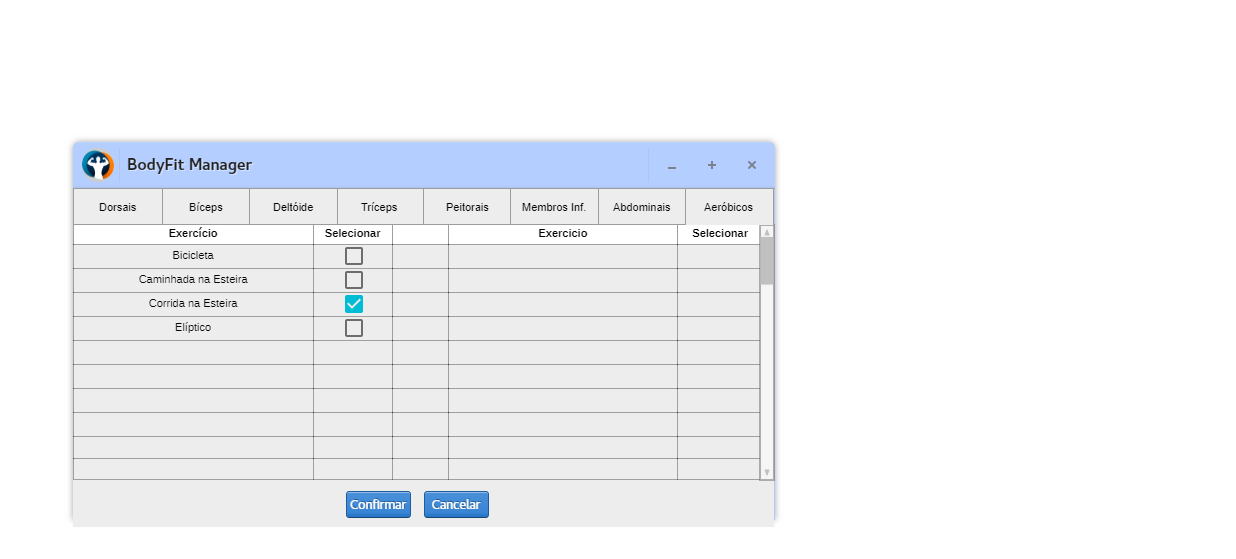 BodyFit Manager
Dorsais Bíceps Deltóide Tríceps Peitorais Membros Inf. Abdominais Aeróbicos
Exercício Selecionar Exercicio Selecionar
Bicicleta
Caminhada na Esteira
Corrida na Esteira
Elíptico
Confirmar Cancelar